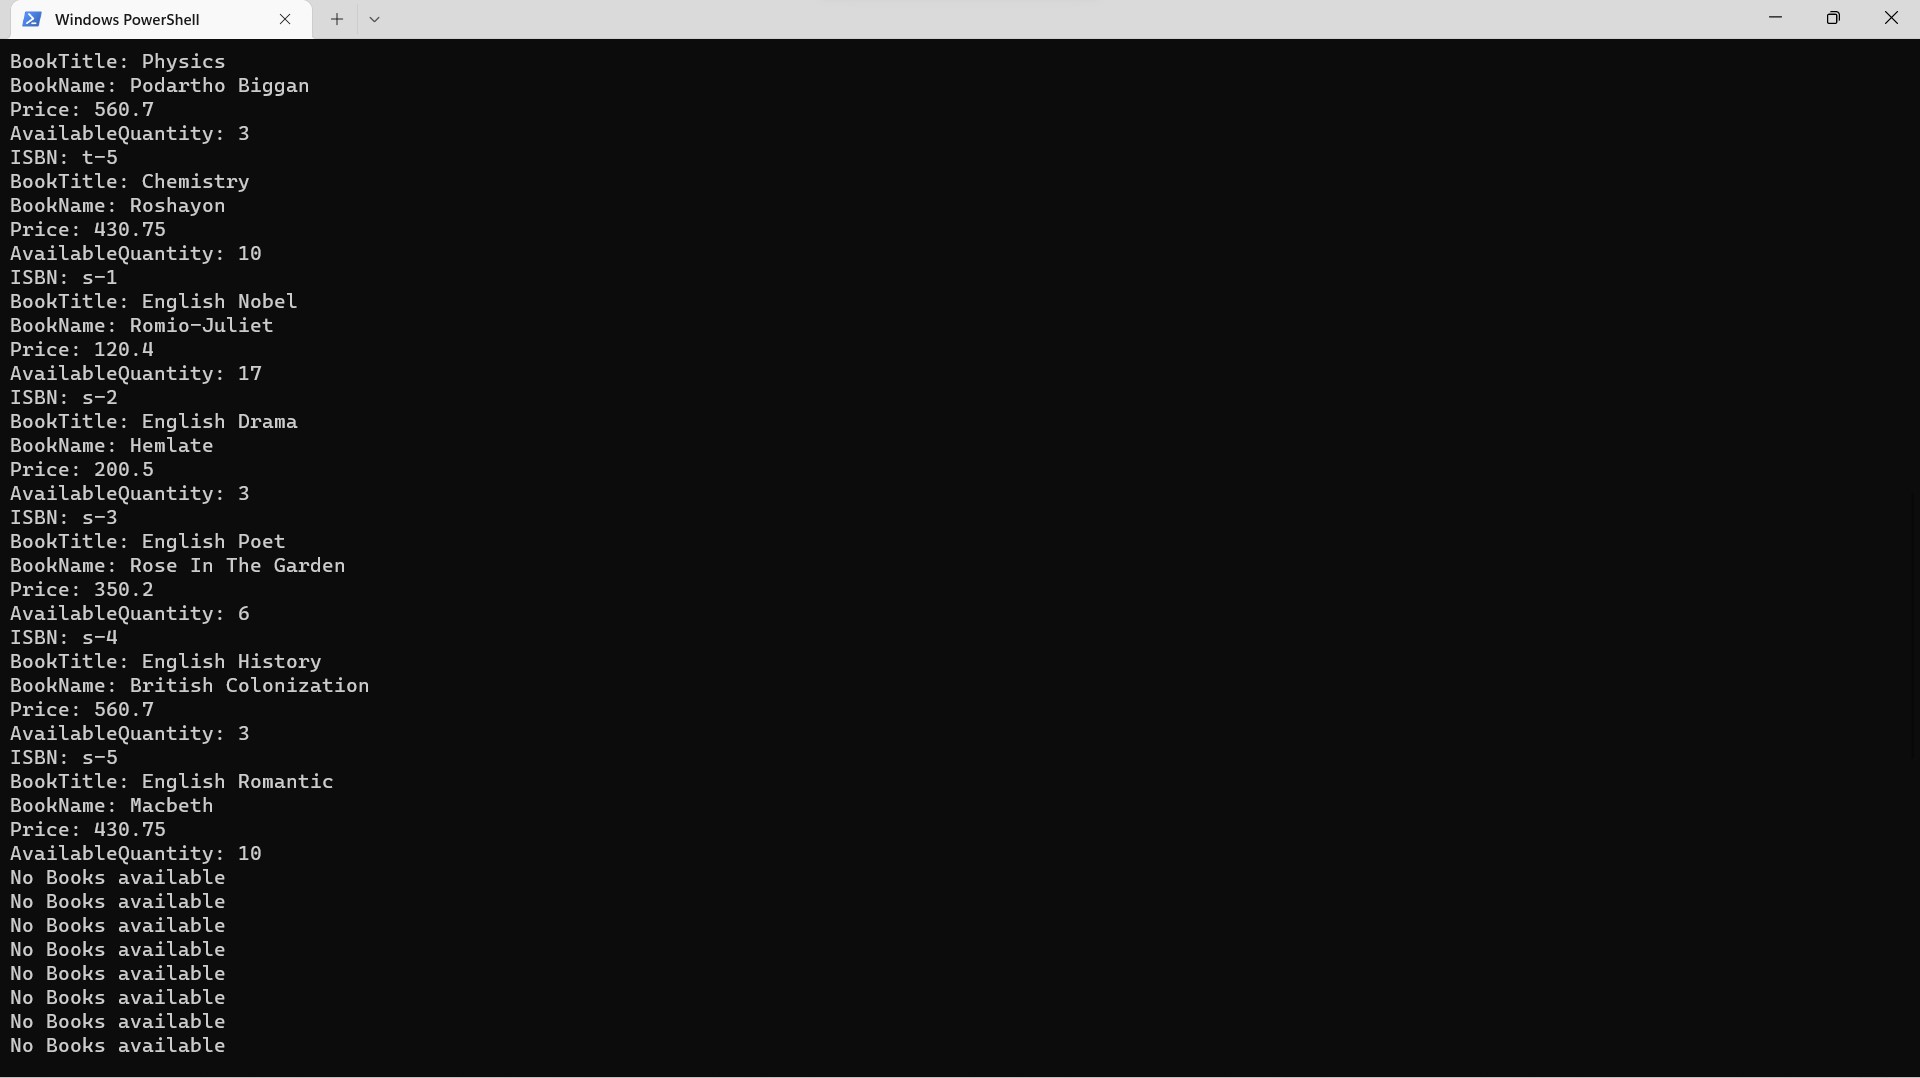 Windows PowerShell
BookTitle: Physics
BookName: Podartho Biggan
Price: 560.7
AvailableQuantity: 3
ISBN: t-5
BookTitle: Chemistry
BookName: Roshayon
Price: 430.75
AvailableQuantity: 10
ISBN: s-1
BookTitle: English Nobel
BookName: Romio-Juliet
Price: 120.4
AvailableQuantity: 17
ISBN: s-2
BookTitle: English Drama
BookName: Hemlate
Price: 200.5
AvailableQuantity: 3
ISBN: s-3
BookTitle: English Poet
BookName: Rose In The Garden
Price: 350.2
AvailableQuantity: 6
ISBN: s-4
BookTitle: English History
BookName: British Colonization
Price: 560.7
AvailableQuantity: 3
ISBN: s-5
BookTitle: English Romantic
BookName: Macbeth
Price: 430.75
AvailableQuantity: 10
No Books available
No Books available
No Books available
No Books available
No Books available
No Books available
No Books available
No Books available